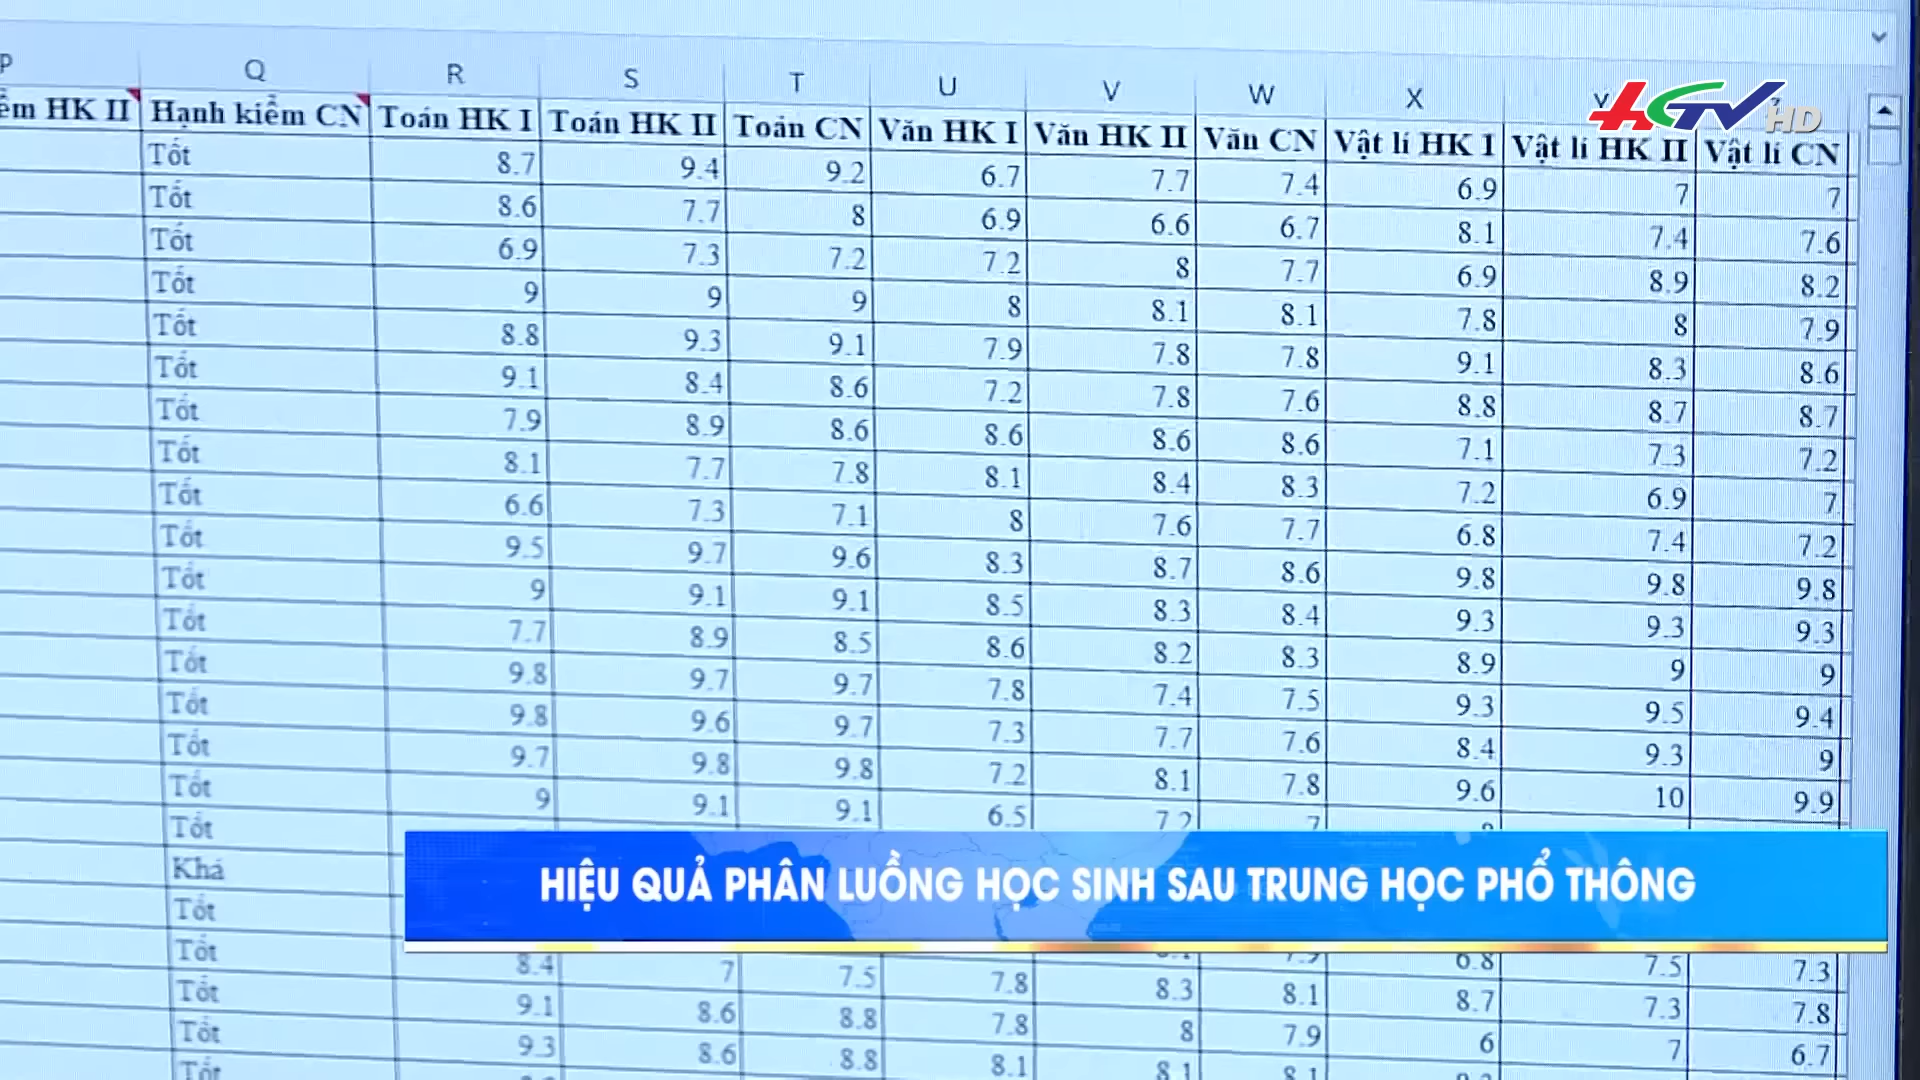 P Q R S T U V W X Y
ểm HK II Hạnh kiểm CN Toán HK I Toán HK II Toán CN Văn HK I Văn HK II Văn CN Vật lí HK I Vật lí HK II Vật lí CN
Tốt 8.7 9.4 9.2 6.7 7.7 7.4 6.9 7 7
Tốt 8.6 7.7 8 6.9 6.6 6.7 8.1 7.4 7.6
Tốt 6.9 7.3 7.2 7.2 8 7.7 6.9 8.9 8.2
Tốt 9 9 9 8 8.1 8.1 7.8 8 7.9
Tốt 8.8 9.3 9.1 7.9 7.8 7.8 9.1 8.3 8.6
Tốt 9.1 8.4 8.6 7.2 7.8 7.6 8.8 8.7 8.7
Tốt 7.9 8.9 8.6 8.6 8.6 8.6 7.1 7.3 7.2
Tốt 8.1 7.7 7.8 8.1 8.4 8.3 7.2 6.9 7
Tốt 6.6 7.3 7.1 8 7.6 7.7 6.8 7.4 7.2
Tốt 9.5 9.7 9.6 8.3 8.7 8.6 9.8 9.8 9.8
Tốt 9 9.1 9.1 8.5 8.3 8.4 9.3 9.3 9.3
Tốt 7.7 8.9 8.5 8.6 8.2 8.3 8.9 9 9
Tốt 9.8 9.7 9.7 7.8 7.4 7.5 9.3 9.5 9.4
Tốt 9.8 9.6 9.7 7.3 7.7 7.6 8.4 9.3 9
Tốt 9.7 9.8 9.8 7.2 8.1 7.8 9.6 10 9.9
Tốt 9 9.1 9.1 6.5 7.2 7
Tốt
Khá
Tốt
Tốt 8.4 7 7.5 7.8 8.3 8.1 8.7 7.3 7.8
Tốt 9.1 8.6 8.8 7.8 8 7.9 6 7 6.7
Tốt 9.3 8.6 8.8 8.1 8.1 8.1
Tốt
6.8 7.5 7.3
AGTV HD
HIỆU QUẢ PHÂN LUỒNG HỌC SINH SAU TRUNG HỌC PHỔ THÔNG